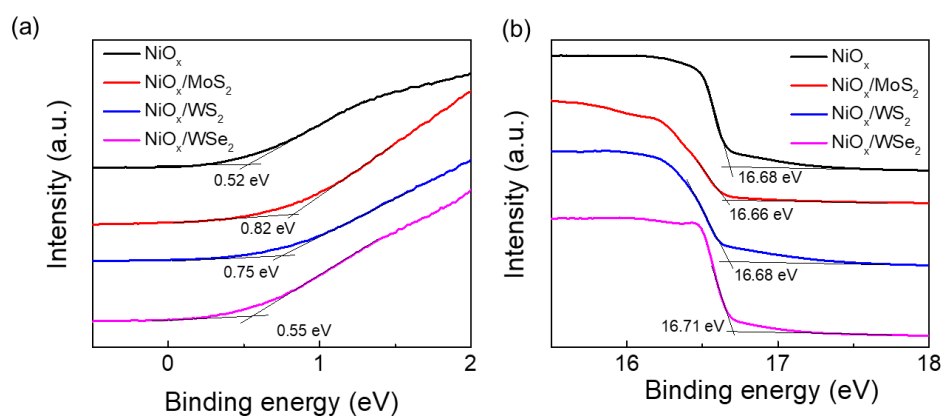 (a)
Intensity (a.u.)
NiOₓ
NiOₓ/MoS₂
NiOₓ/WS₂
NiOₓ/WSe₂
0.52 eV
0.82 eV
0.75 eV
0.55 eV
0
1
2
Binding energy (eV)
(b)
Intensity (a.u.)
NiOₓ
NiOₓ/MoS₂
NiOₓ/WS₂
NiOₓ/WSe₂
16.68 eV
16.66 eV
16.68 eV
16.71 eV
16
17
18
Binding energy (eV)